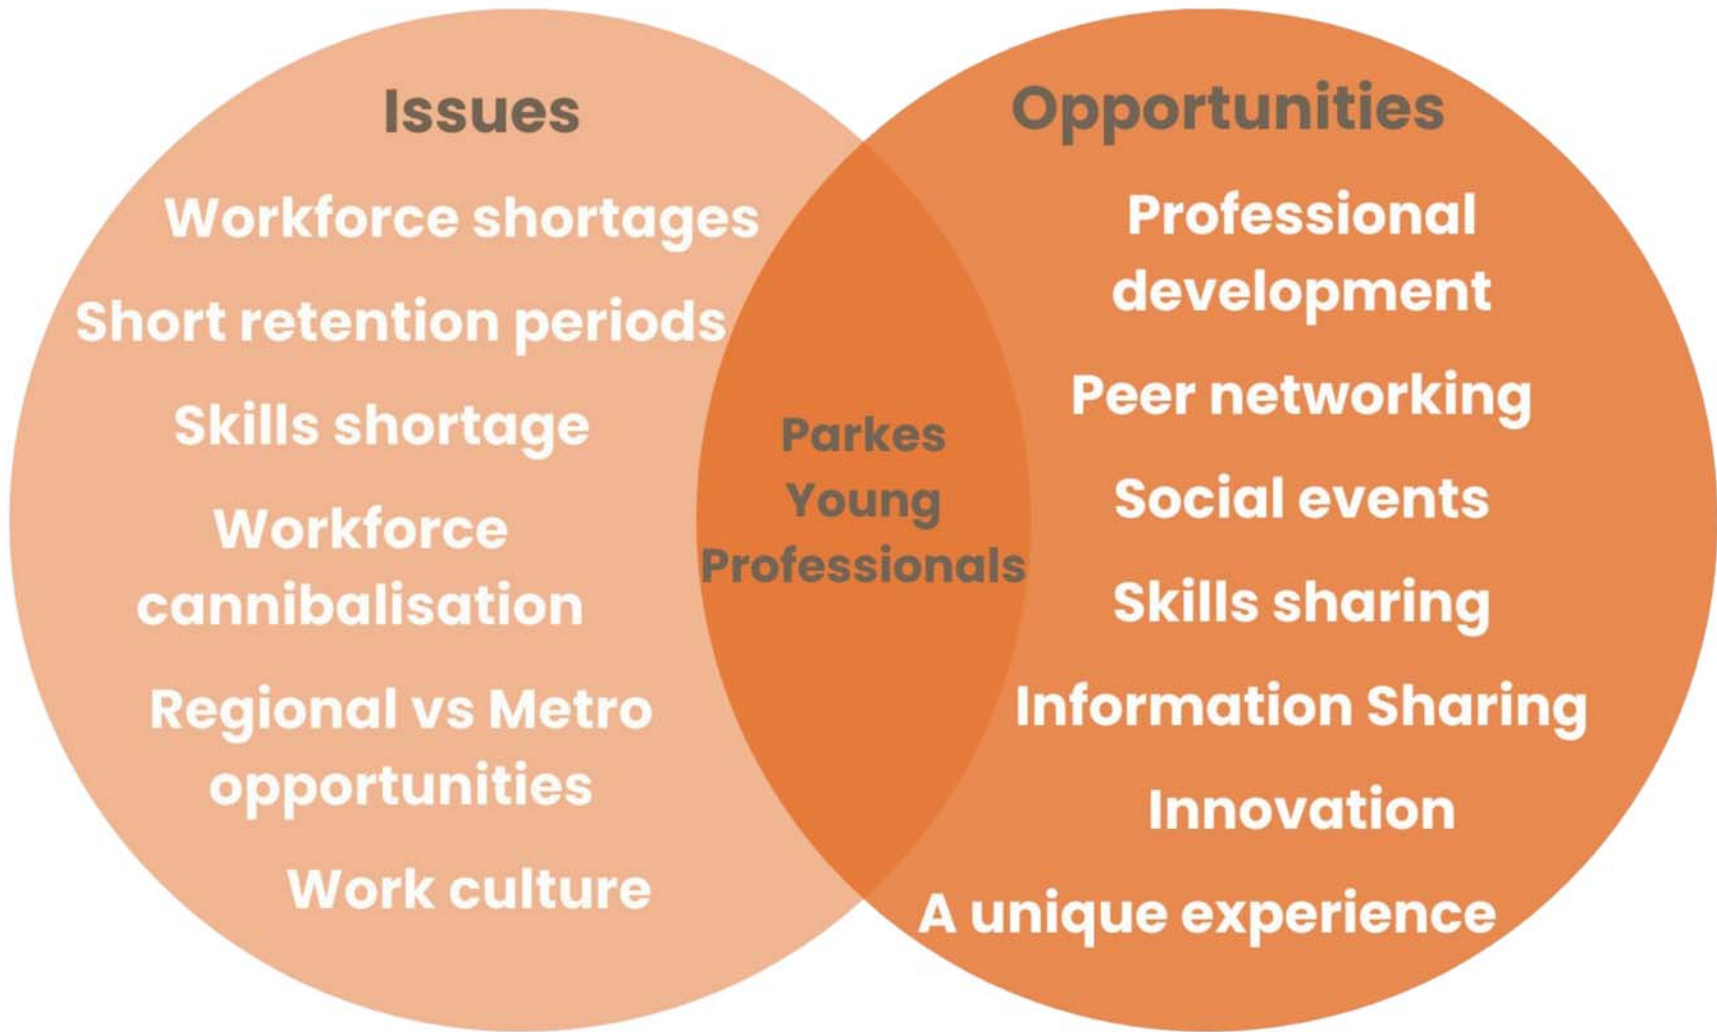 Issues
Workforce shortages
Short retention periods
Skills shortage
Workforce
cannibalisation
Regional vs Metro
opportunities
Work culture
Parkes
Young
Professionals
Opportunities
Professional
development
Peer networking
Social events
Skills sharing
Information Sharing
Innovation
A unique experience